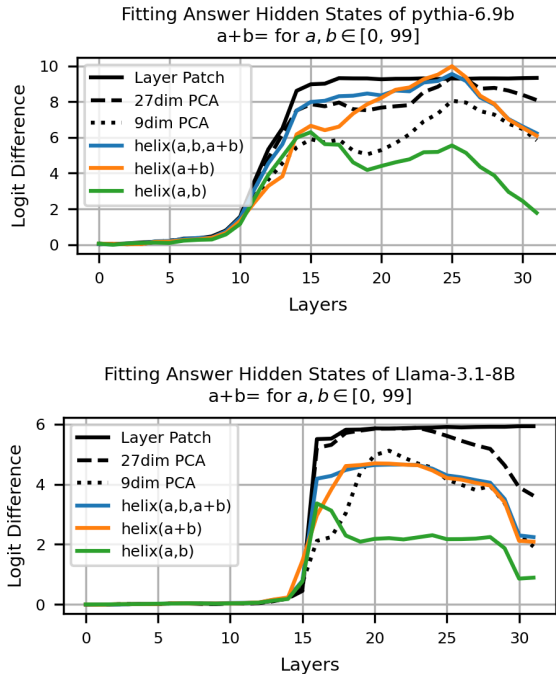 Fitting Answer Hidden States of pythia-6.9b
a+b= for a, b ∈ [0, 99]
10
8
6
4
2
0
Logit Difference
Layer Patch
27dim PCA
9dim PCA
helix(a,b,a+b)
helix(a+b)
helix(a,b)
0 5 10 15 20 25 30
Layers
Fitting Answer Hidden States of Llama-3.1-8B
a+b= for a, b ∈ [0, 99]
6
4
2
0
Logit Difference
Layer Patch
27dim PCA
9dim PCA
helix(a,b,a+b)
helix(a+b)
helix(a,b)
0 5 10 15 20 25 30
Layers